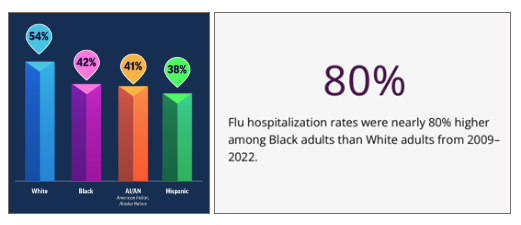 54%
42%
41%
38%
White
Black
AI/AN
Hispanic
American Indian,
Alaska Native
80%
Flu hospitalization rates were nearly 80% higher
among Black adults than White adults from 2009–
2022.